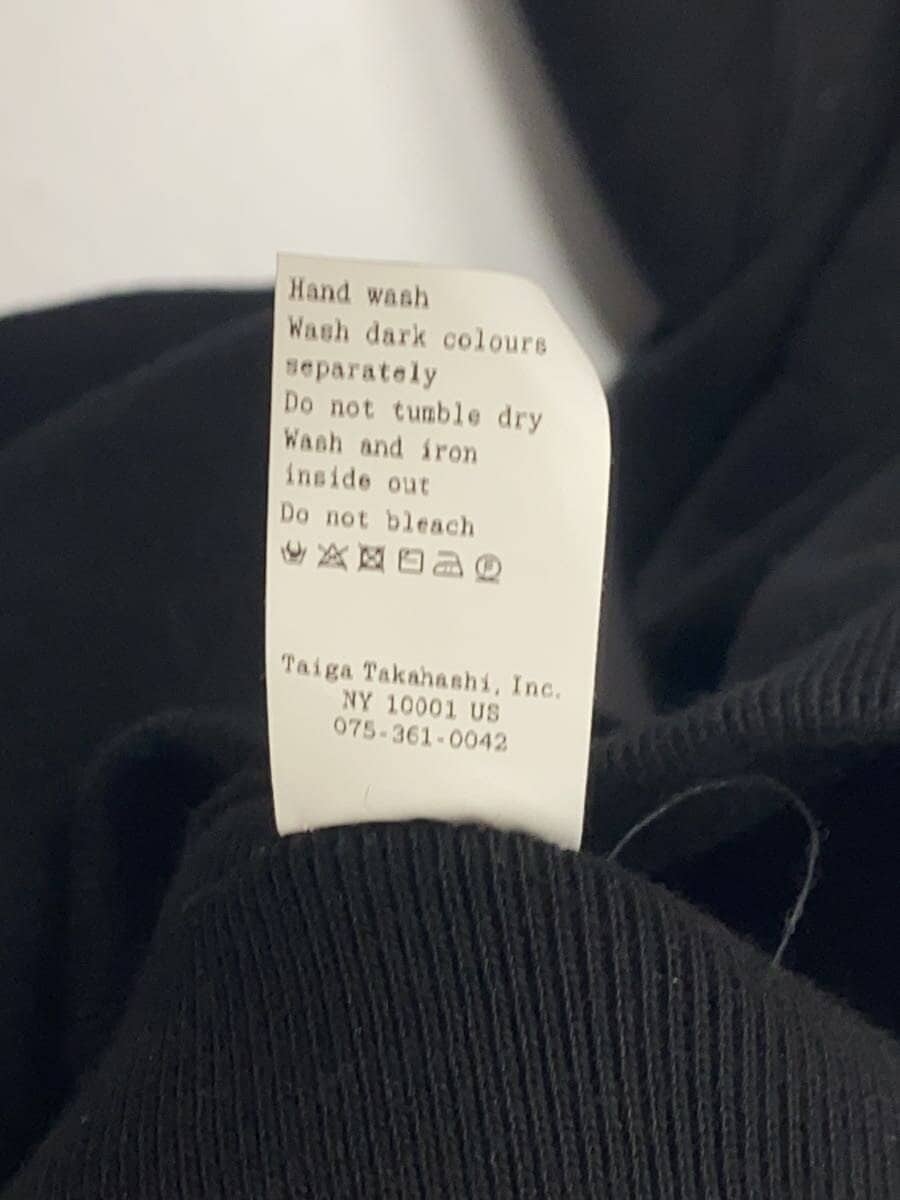 Hand wash
Wash dark colours
separately
Do not tumble dry
Wash and iron
inside out
Do not bleach
Taiga Takahashi, Inc.
NY 10001 US
075-361-0042